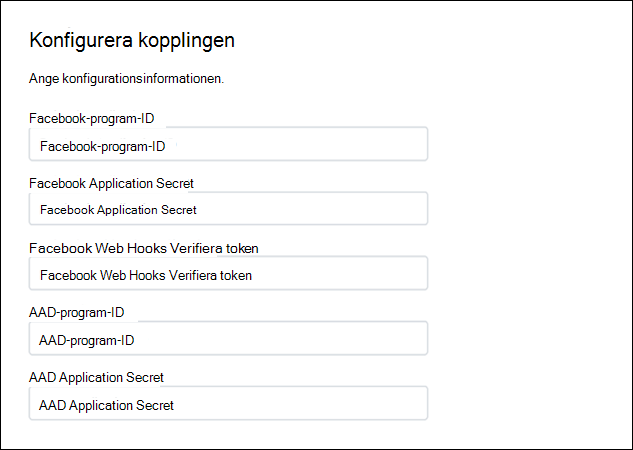 Konfigurera kopplingen
Ange konfigurationsinformationen.
Facebook-program-ID
Facebook-program-ID
Facebook Application Secret
Facebook Application Secret
Facebook Web Hooks Verifiera token
Facebook Web Hooks Verifiera token
AAD-program-ID
AAD-program-ID
AAD Application Secret
AAD Application Secret